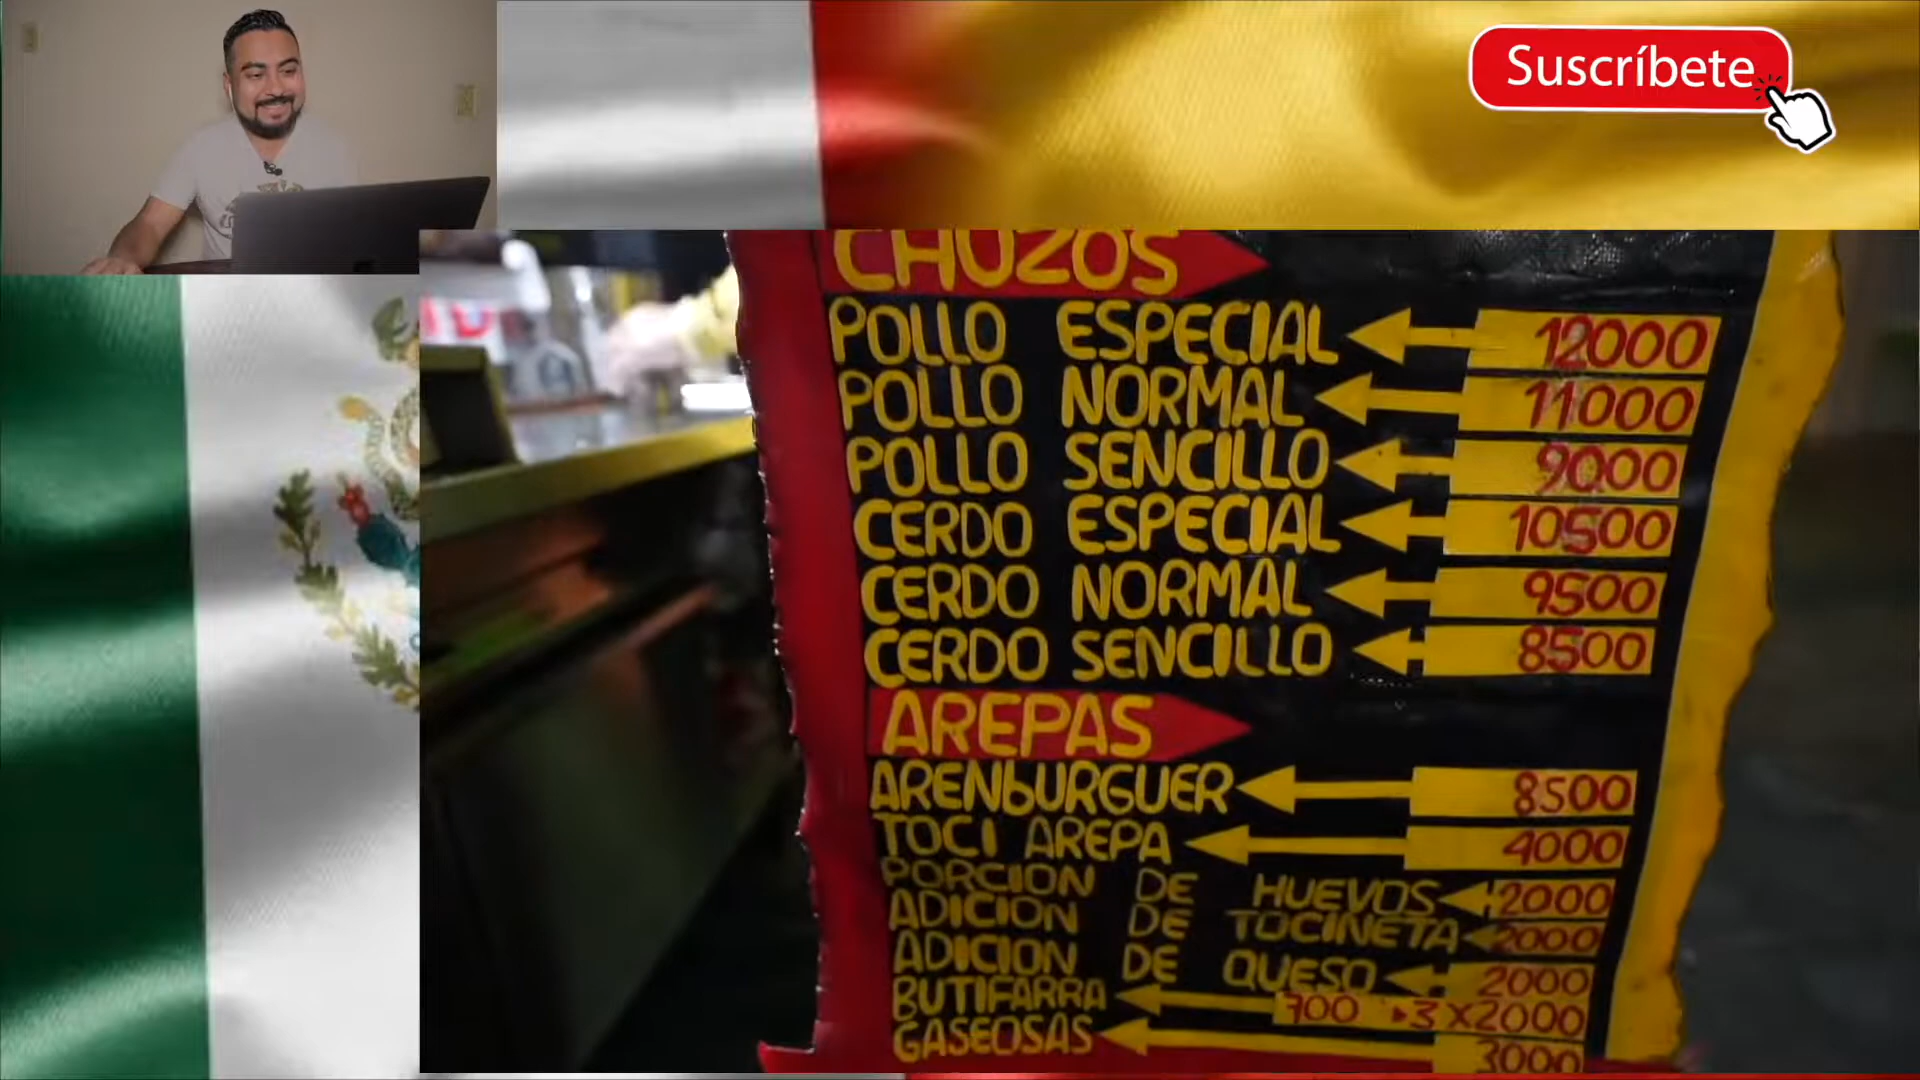 Suscríbete
CHUZOS
POLLO ESPECIAL 12000
POLLO NORMAL 11000
POLLO SENCILLO 9000
CERDO ESPECIAL 10500
CERDO NORMAL 9500
CERDO SENCILLO 8500
AREPAS
ARENbURGUER 8500
TOCI AREPA 4000
PORCION DE HUEVOS 2000
ADICION DE TOCINETA 2000
ADICION DE QUESO 2000
BUTIFARRA 700 3X2000
GASEOSAS 3000